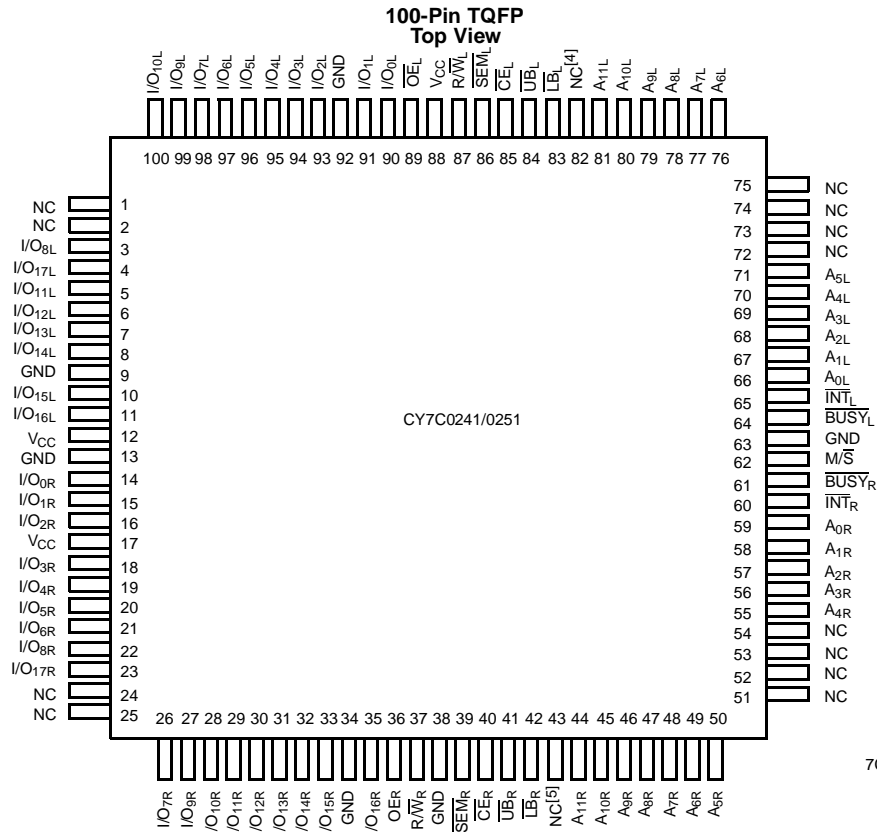 100-Pin TQFP
Top View
I/O10L I/O9L I/O7L I/O6L I/O5L I/O4L I/O3L I/O2L GND I/O1L I/O0L OEL VCC R/WL SEML CEL UBL LBL NC[4] A11L A10L A9L A8L A7L A6L
100 99 98 97 96 95 94 93 92 91 90 89 88 87 86 85 84 83 82 81 80 79 78 77 76
NC 1
NC 2
I/O8L 3
I/O17L 4
I/O11L 5
I/O12L 6
I/O13L 7
I/O14L 8
GND 9
I/O15L 10
I/O16L 11
VCC 12
GND 13
I/O0R 14
I/O1R 15
I/O2R 16
VCC 17
I/O3R 18
I/O4R 19
I/O5R 20
I/O6R 21
I/O8R 22
I/O17R 23
NC 24
NC 25
CY7C0241/0251
75 NC
74 NC
73 NC
72 NC
71 A5L
70 A4L
69 A3L
68 A2L
67 A1L
66 A0L
65 INTL
64 BUSYL
63 GND
62 M/S
61 BUSYR
60 INTR
59 A0R
58 A1R
57 A2R
56 A3R
55 A4R
54 NC
53 NC
52 NC
51 NC
26 27 28 29 30 31 32 33 34 35 36 37 38 39 40 41 42 43 44 45 46 47 48 49 50
I/O7R I/O9R /O10R /O11R /O12R /O13R /O14R /O15R GND /O16R OER R/WR GND SEMR CER UBR LBR NC[5] A11R A10R A9R A8R A7R A6R A5R